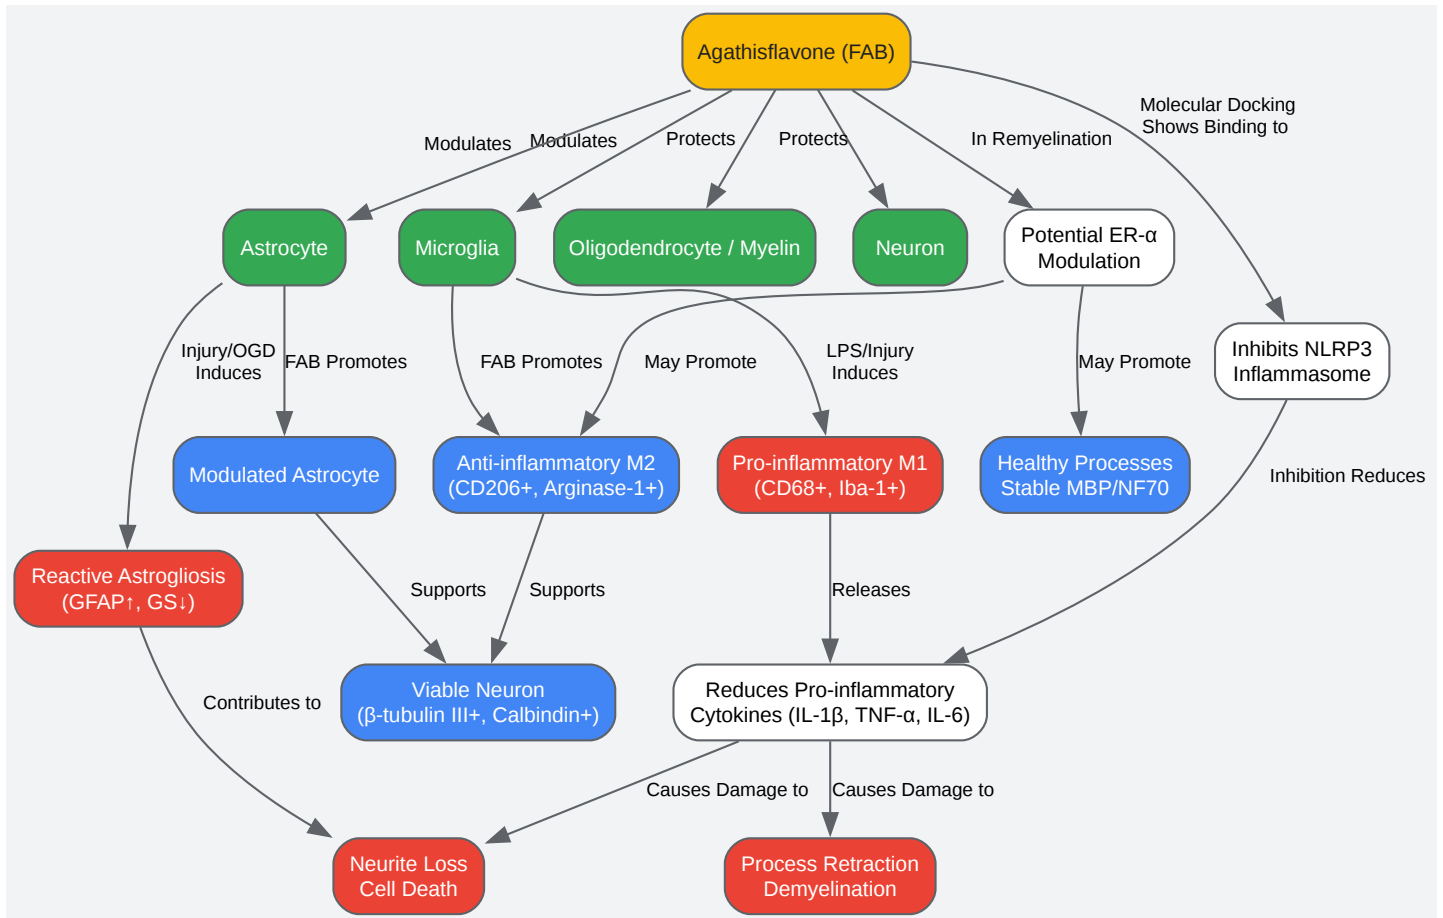 Agathisflavone (FAB)
Molecular Docking
Shows Binding to
Modulates
Modulates
Protects
Protects
In Remyelination
Astrocyte
Microglia
Oligodendrocyte / Myelin
Neuron
Potential ER-α
Modulation
Injury/OGD
Induces
FAB Promotes
FAB Promotes
May Promote
LPS/Injury
Induces
May Promote
Inhibits NLRP3
Inflammasome
Modulated Astrocyte
Anti-inflammatory M2
(CD206+, Arginase-1+)
Pro-inflammatory M1
(CD68+, Iba-1+)
Healthy Processes
Stable MBP/NF70
Inhibition Reduces
Reactive Astrogliosis
(GFAP↑, GS↓)
Supports
Supports
Releases
Contributes to
Viable Neuron
(β-tubulin III+, Calbindin+)
Reduces Pro-inflammatory
Cytokines (IL-1β, TNF-α, IL-6)
Causes Damage to
Causes Damage to
Neurite Loss
Cell Death
Process Retraction
Demyelination